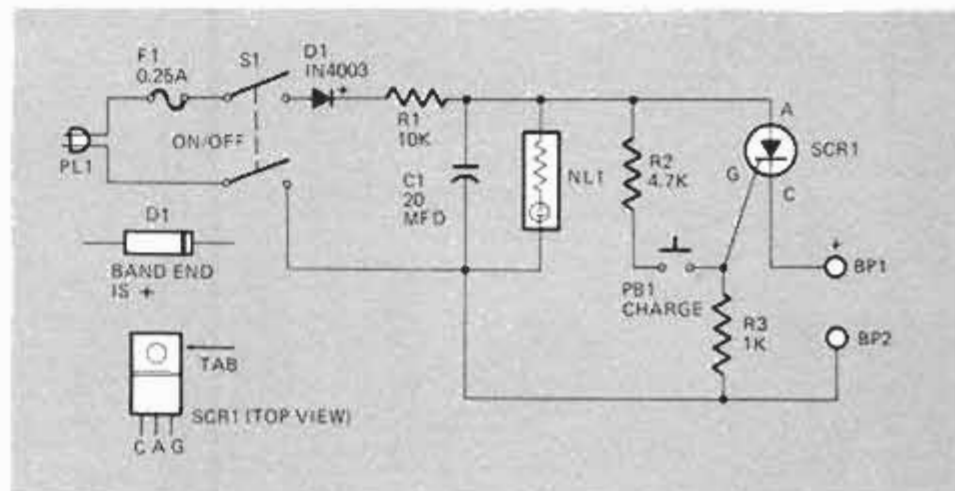 F1
0.25A
S1
D1
IN4003
+
R1
10K
ON/OFF
PL1
C1
20
MFD
NL1
R2
4.7K
A
G
SCR1
C
D1
BAND END
IS +
PB1
CHARGE
+
BP1
R3
1K
BP2
TAB
SCR1 (TOP VIEW)
C A G